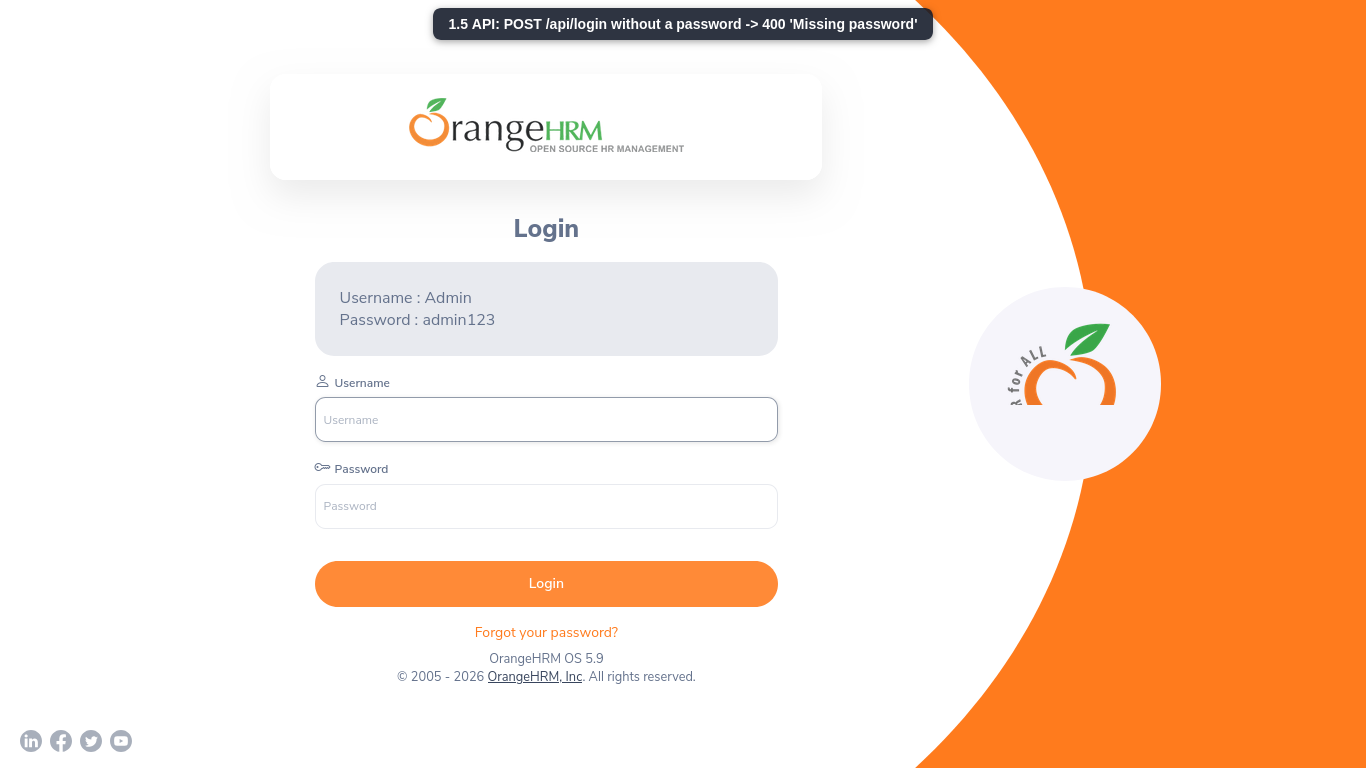 1.5 API: POST /api/login without a password -> 400 'Missing password'
OrangeHRM
OPEN SOURCE HR MANAGEMENT
Login
Username : Admin
Password : admin123
Username
Username
Password
Password
Login
Forgot your password?
OrangeHRM OS 5.9
© 2005 - 2026 OrangeHRM, Inc. All rights reserved.
for ALL